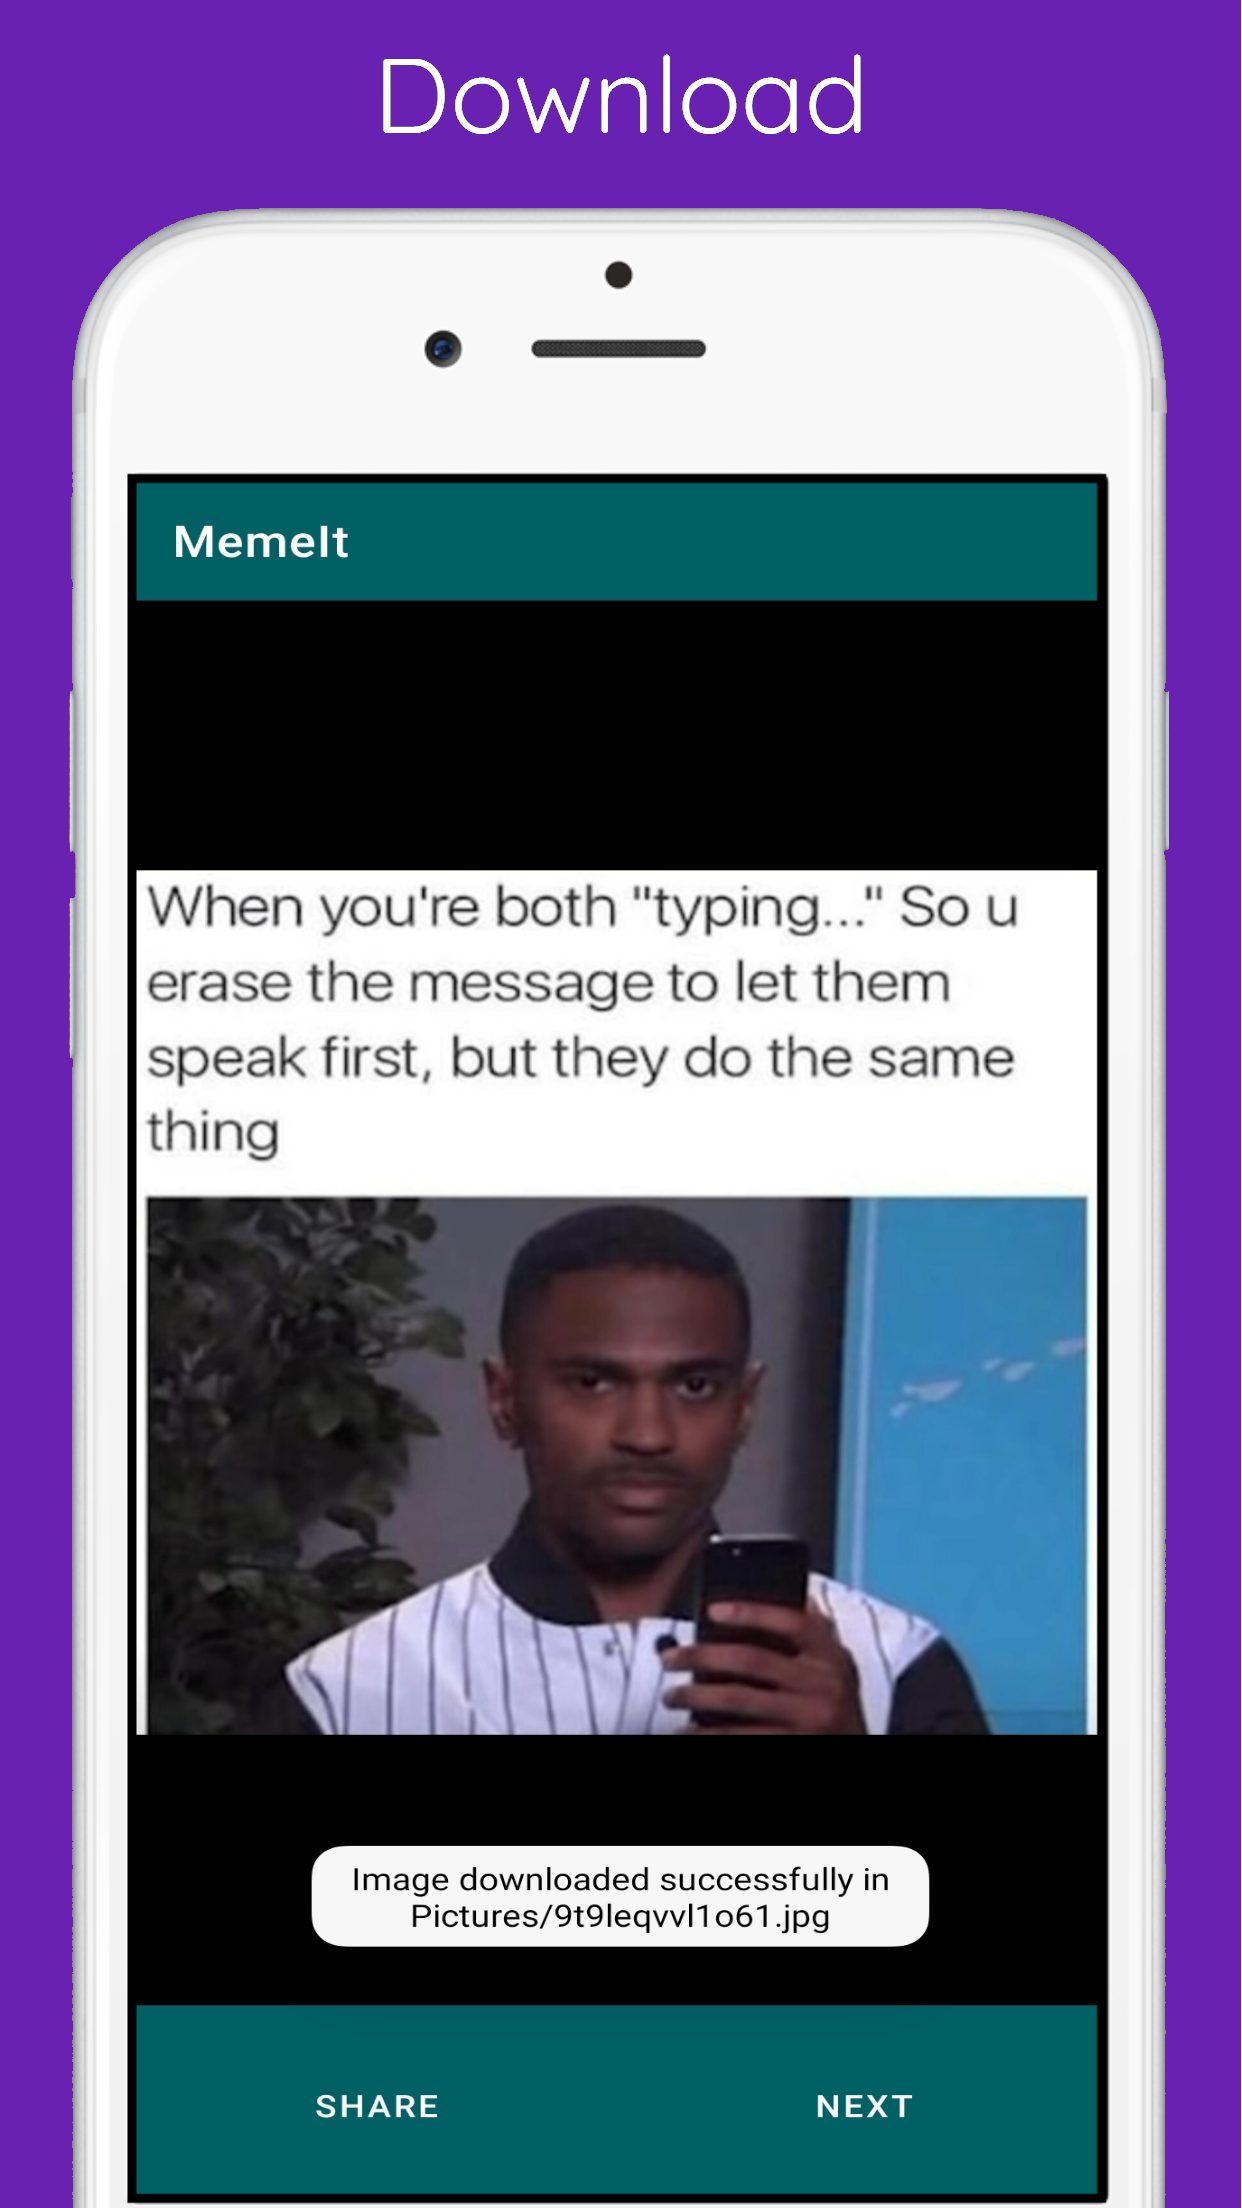 Download
MemeIt
When you're both "typing..." So u
erase the message to let them
speak first, but they do the same
thing
Image downloaded successfully in
Pictures/9t9leqvvl1o61.jpg
SHARE
NEXT